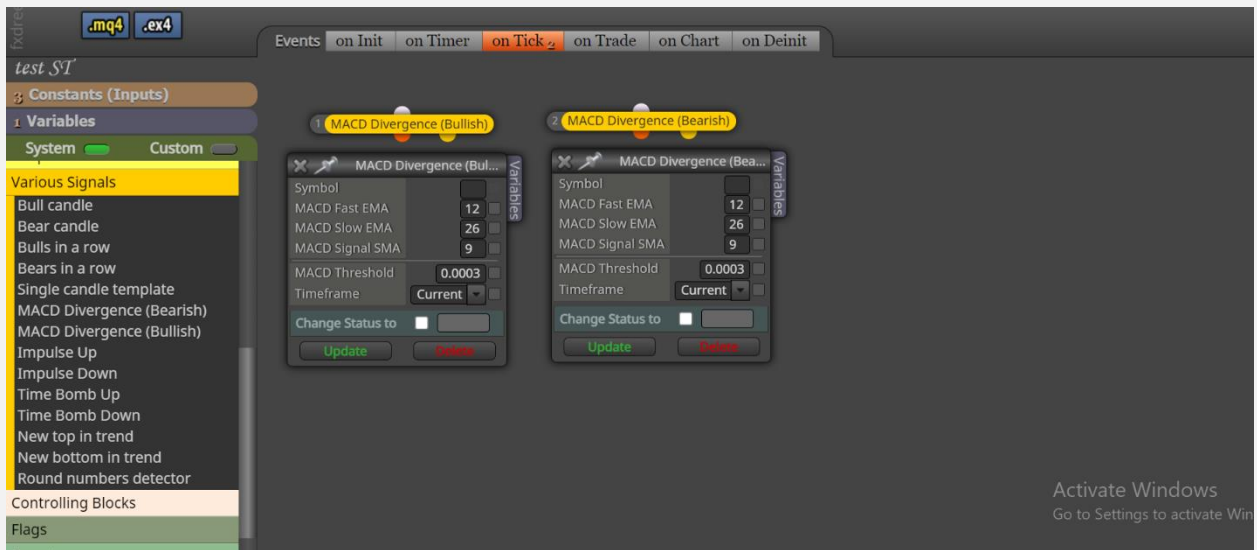 fxdree
.mq4 .ex4
Events on Init on Timer on Tick 2 on Trade on Chart on Deinit
test ST
3 Constants (Inputs)
1 Variables
System Custom
Various Signals
Bull candle
Bear candle
Bulls in a row
Bears in a row
Single candle template
MACD Divergence (Bearish)
MACD Divergence (Bullish)
Impulse Up
Impulse Down
Time Bomb Up
Time Bomb Down
New top in trend
New bottom in trend
Round numbers detector
Controlling Blocks
Flags
1 MACD Divergence (Bullish)
MACD Divergence (Bul...
Variables
Symbol
MACD Fast EMA 12
MACD Slow EMA 26
MACD Signal SMA 9
MACD Threshold 0.0003
Timeframe Current
Change Status to
Update Delete
2 MACD Divergence (Bearish)
MACD Divergence (Bea...
Variables
Symbol
MACD Fast EMA 12
MACD Slow EMA 26
MACD Signal SMA 9
MACD Threshold 0.0003
Timeframe Current
Change Status to
Update Delete
Activate Windows
Go to Settings to activate Win